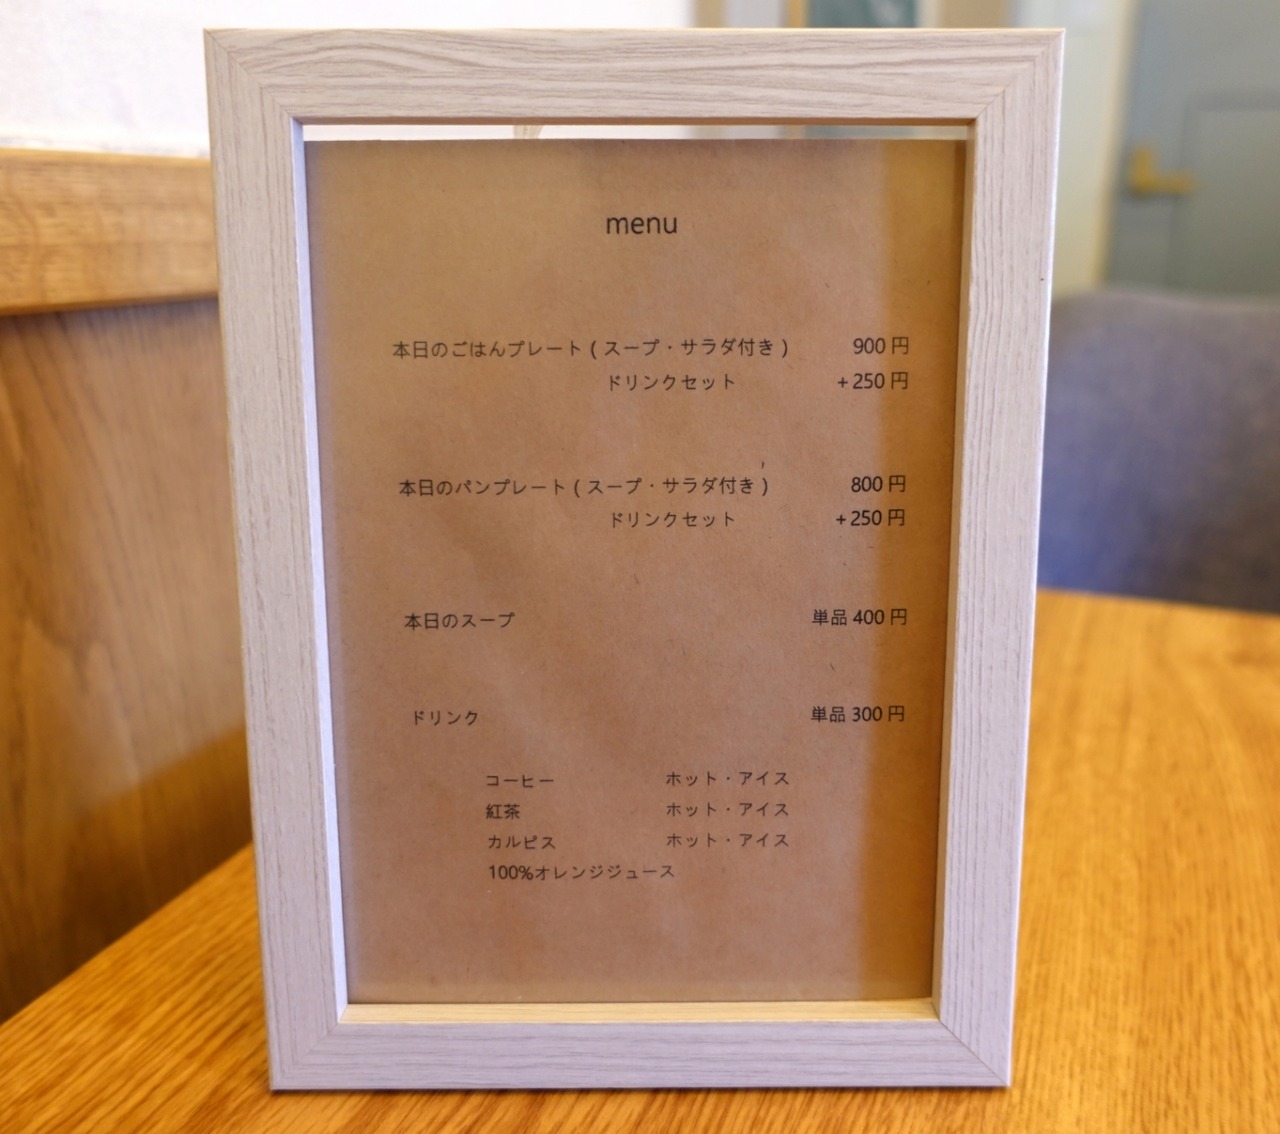 menu
本日のごはんプレート(スープ・サラダ付き) 900円
ドリンクセット +250円
本日のパンプレート(スープ・サラダ付き) 800円
ドリンクセット +250円
本日のスープ 単品 400円
ドリンク 単品 300円
コーヒー ホット・アイス
紅茶 ホット・アイス
カルピス ホット・アイス
100%オレンジジュース